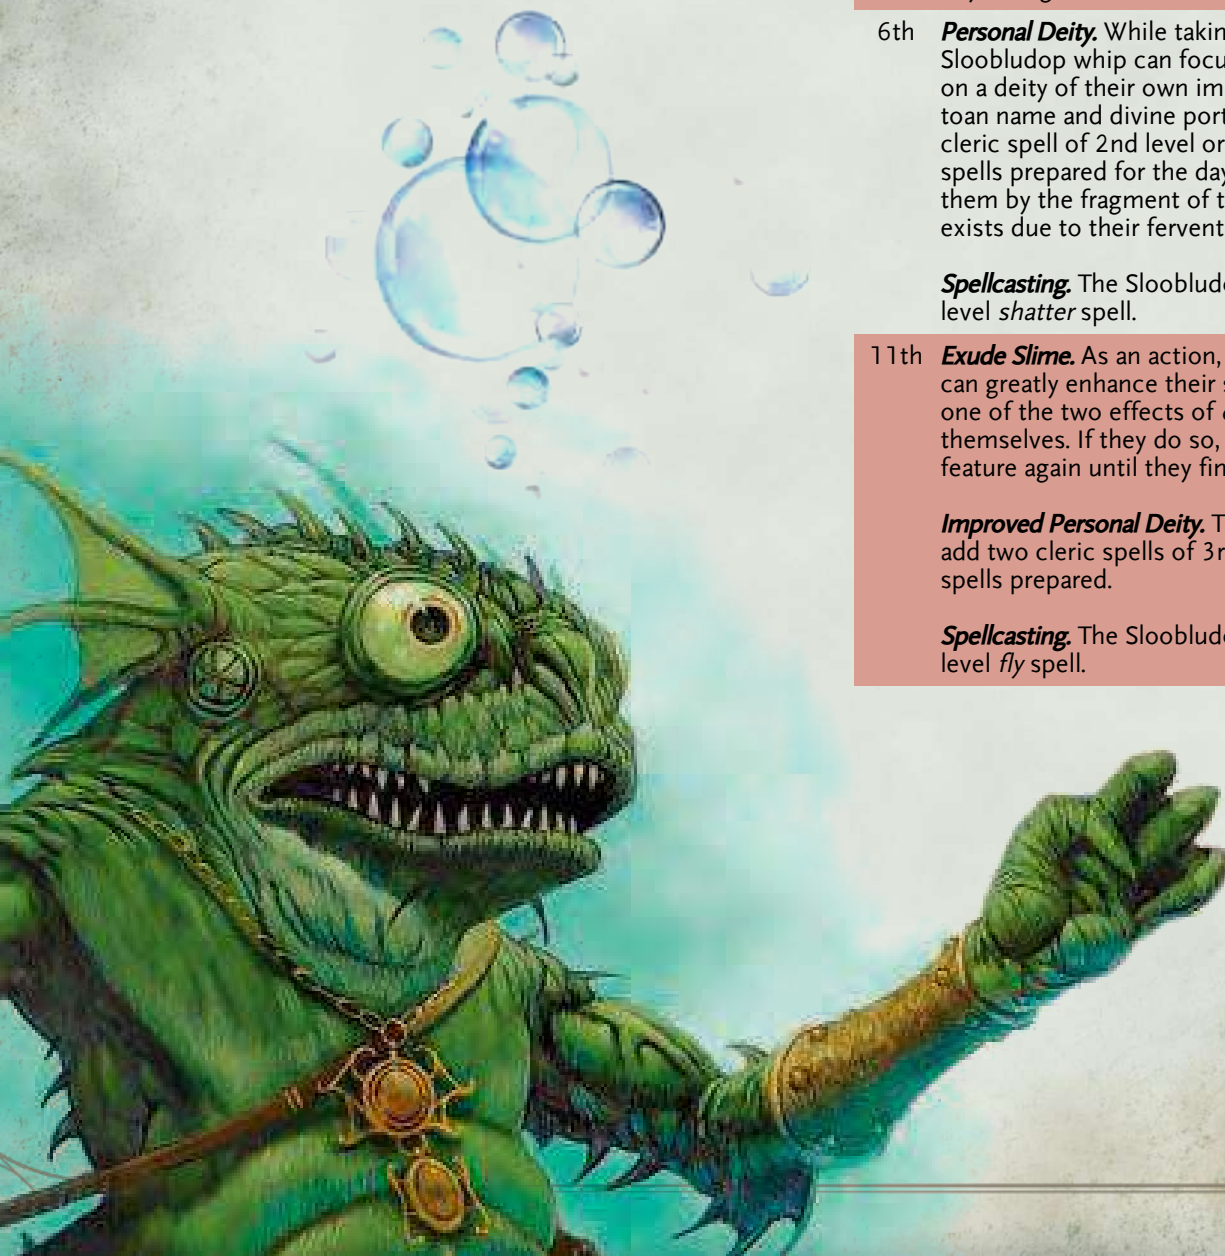 6th Personal Deity. While takin
Sloobludop whip can focu
on a deity of their own im
toan name and divine port
cleric spell of 2nd level or
spells prepared for the day
them by the fragment of t
exists due to their fervent
Spellcasting. The Slooblud
level shatter spell.
11th Exude Slime. As an action,
can greatly enhance their s
one of the two effects of
themselves. If they do so,
feature again until they fin
Improved Personal Deity. T
add two cleric spells of 3r
spells prepared.
Spellcasting. The Slooblud
level fly spell.